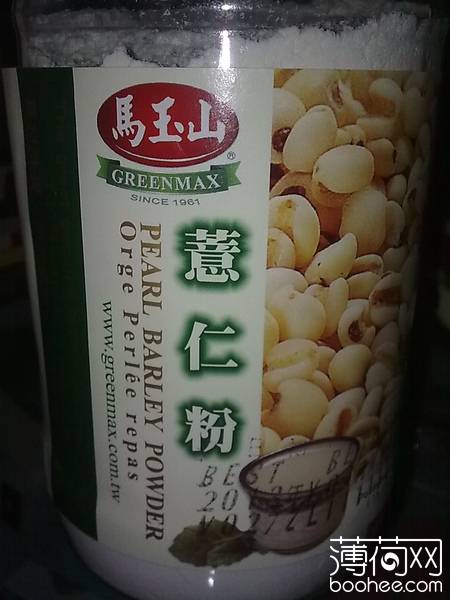 馬玉山
®
GREENMAX
SINCE 1961
薏仁粉
PEARL BARLEY POWDER
Orge Perlée repas
www.greenmax.com.tw
BEST
薄荷网
boohee.com